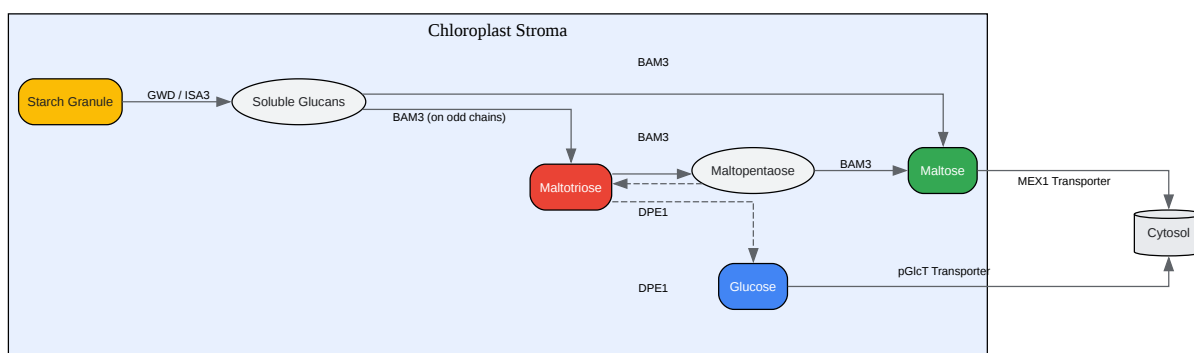 Chloroplast Stroma
BAM3
Starch Granule
GWD / ISA3
Soluble Glucans
BAM3 (on odd chains)
BAM3
Maltotriose
Maltopentaose
BAM3
Maltose
MEX1 Transporter
DPE1
Cytosol
pGlcT Transporter
DPE1
Glucose